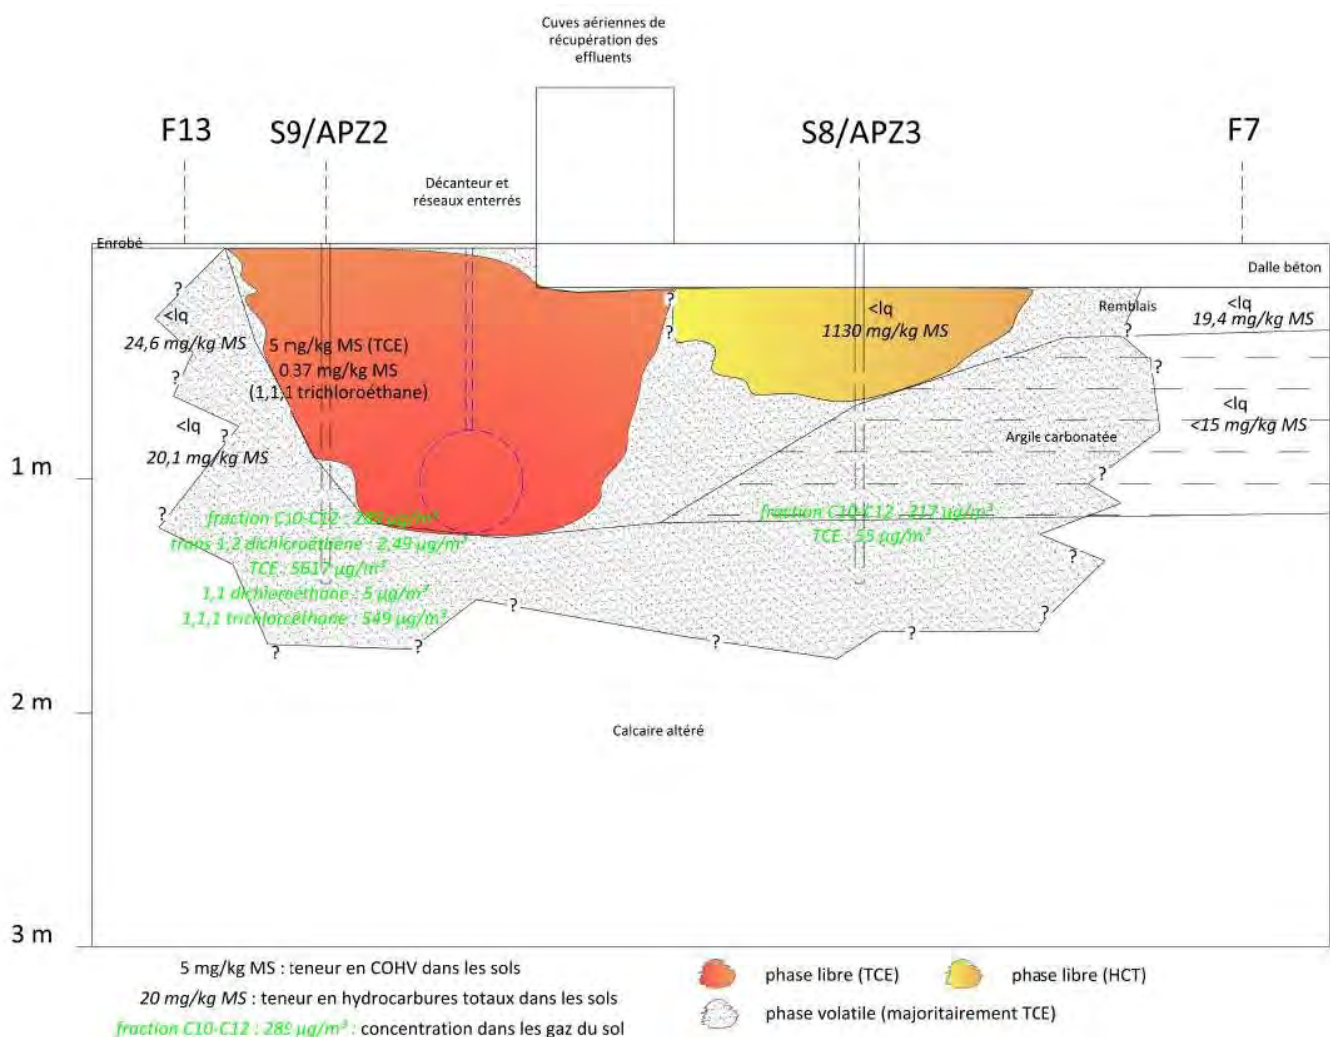 Cuves aériennes de
récupération des
effluents
F13
S9/APZ2
S8/APZ3
F7
Décanteur et
réseaux enterrés
Enrobé
Dalle béton
?
<lq
24,6 mg/kg MS
?
5 mg/kg MS (TCE)
0.37 mg/kg MS
(1,1,1 trichloroéthane)
?
?
<lq
1130 mg/kg MS
Remblais
?
<lq
19,4 mg/kg MS
?
<lq
?
20,1 mg/kg MS
<lq
<15 mg/kg MS
Argile carbonatée
?
1 m
?
fraction C10-C12 : 289 µg/m³
trans 1,2 dichloroéthène : 2,49 µg/m³
TCE : 5617 µg/m³
1,1 dichloroéthane : 5 µg/m³
1,1,1 trichloroéthane : 549 µg/m³
fraction C10-C12 : 217 µg/m³
TCE : 55 µg/m³
?
?
?
?
?
?
?
2 m
Calcaire altéré
3 m
5 mg/kg MS : teneur en COHV dans les sols
20 mg/kg MS : teneur en hydrocarbures totaux dans les sols
fraction C10-C12 : 289 µg/m³ : concentration dans les gaz du sol
phase libre (TCE)
phase libre (HCT)
phase volatile (majoritairement TCE)